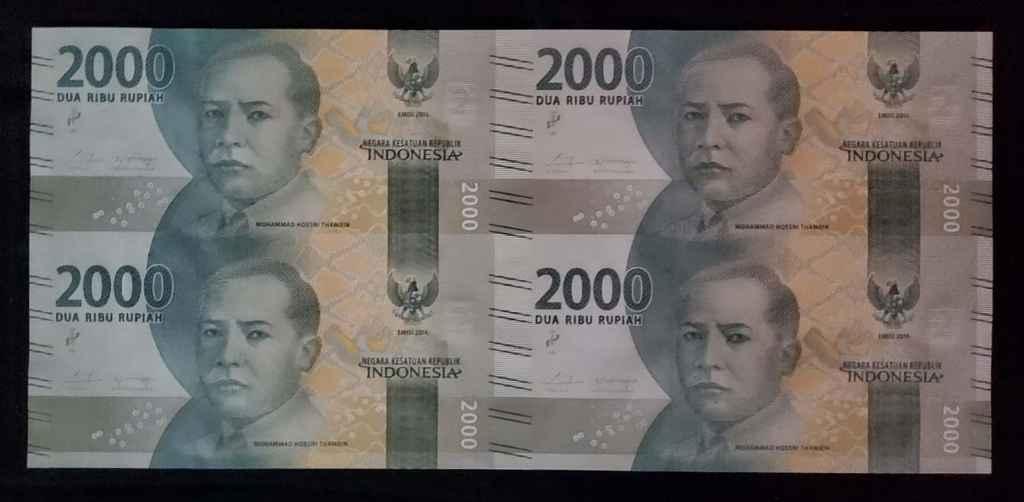 2000
DUA RIBU RUPIAH
EMISI 2016
NEGARA KESATUAN REPUBLIK
INDONESIA
2000
MOHAMMAD HOESNI THAMRIN
2000
DUA RIBU RUPIAH
EMISI 2016
NEGARA KESATUAN REPUBLIK
INDONESIA
2000
MOHAMMAD HOESNI THAMRIN
2000
DUA RIBU RUPIAH
EMISI 2016
NEGARA KESATUAN REPUBLIK
INDONESIA
2000
MOHAMMAD HOESNI THAMRIN
2000
DUA RIBU RUPIAH
EMISI 2016
NEGARA KESATUAN REPUBLIK
INDONESIA
2000
MOHAMMAD HOESNI THAMRIN